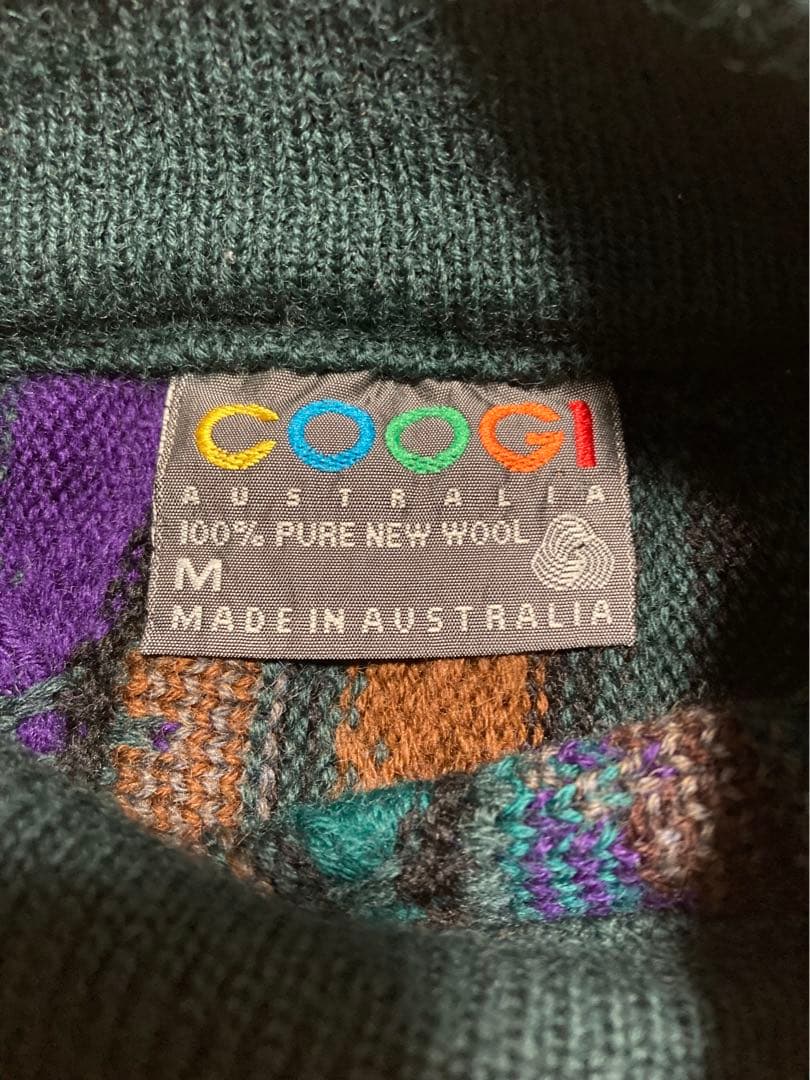 COOGI
AUSTRALIA
100% PURE NEW WOOL
M
MADE IN AUSTRALIA